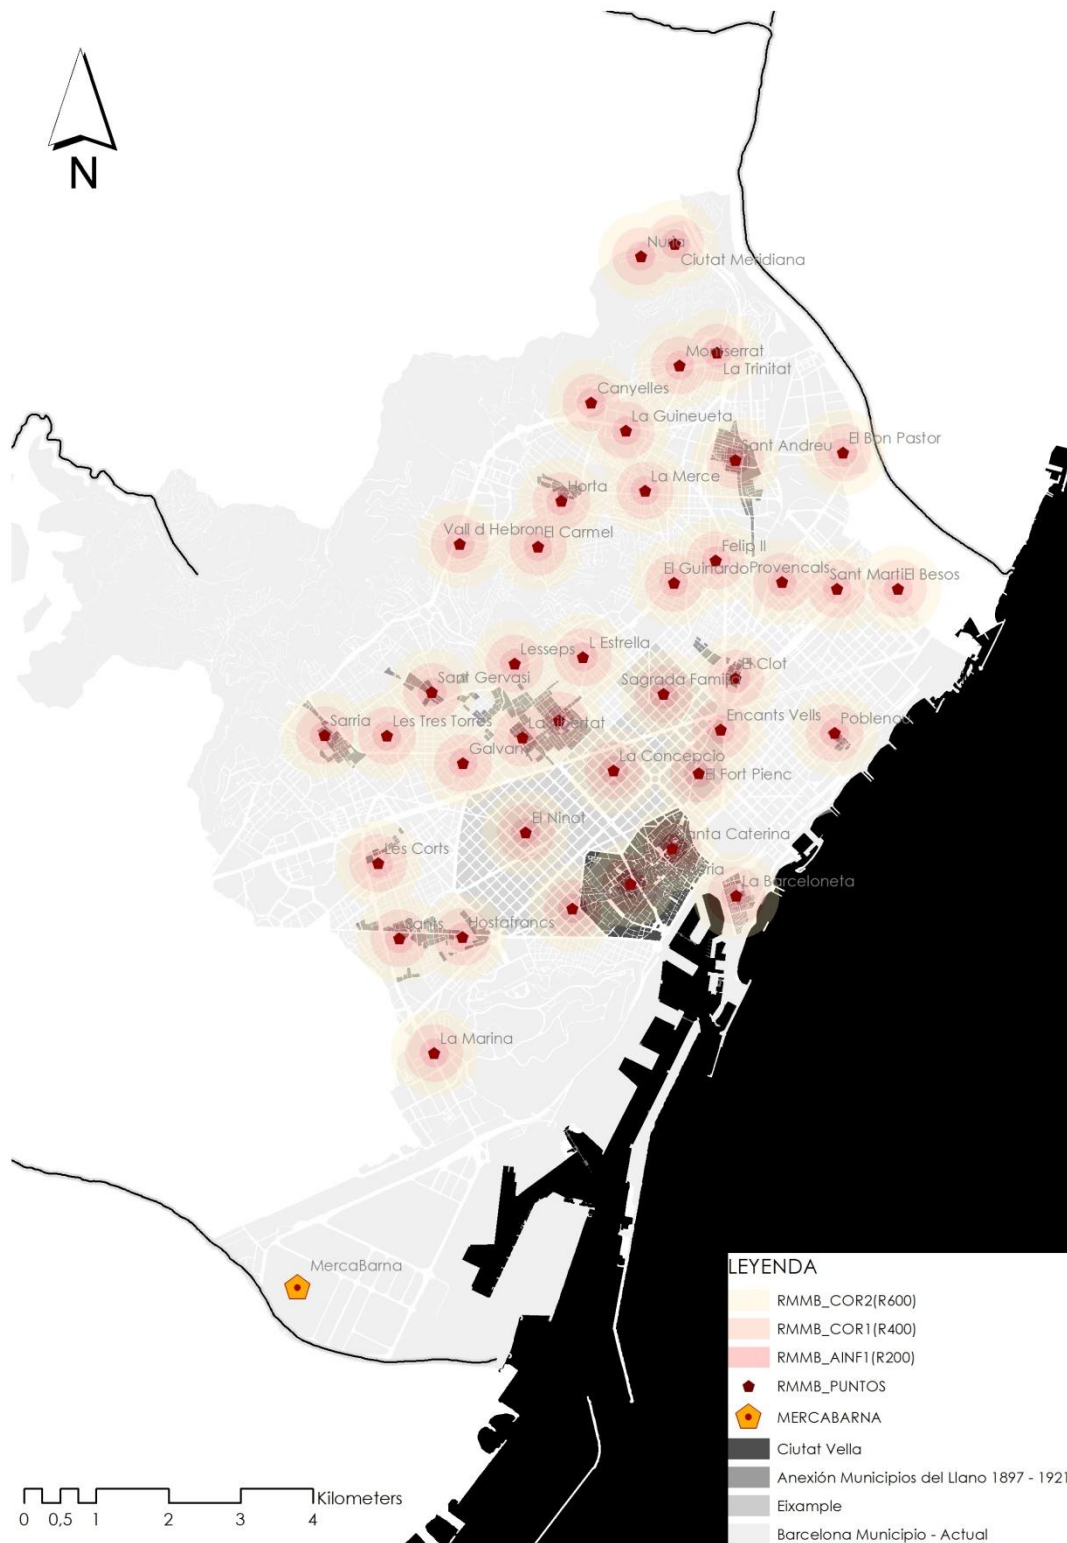 N
Nuria
Ciutat Meridiana
Montserrat
La Trinitat
Canyelles
La Guineueta
Sant Andreu
El Bon Pastor
La Merce
Horta
Vall d Hebron
El Carmel
Felip II
El Guinardo
Provencals
Sant Marti
El Besos
L Estrella
Lesseps
Sant Gervasi
El Clot
Sagrada Familia
Sarria
Les Tres Torres
La Llibertat
Encants Vells
Poblenou
Galvany
La Concepcio
El Fort Pienc
El Ninot
Santa Caterina
Les Corts
La Barceloneta
Sants
Hostafrancs
La Marina
MercaBarna
LEYENDA
RMMB_COR2(R600)
RMMB_COR1(R400)
RMMB_AINF1(R200)
RMMB_PUNTOS
MERCABARNA
Ciutat Vella
Anexión Municipios del Llano 1897 - 1921
Eixample
Barcelona Municipio - Actual
Kilometers
0 0,5 1 2 3 4